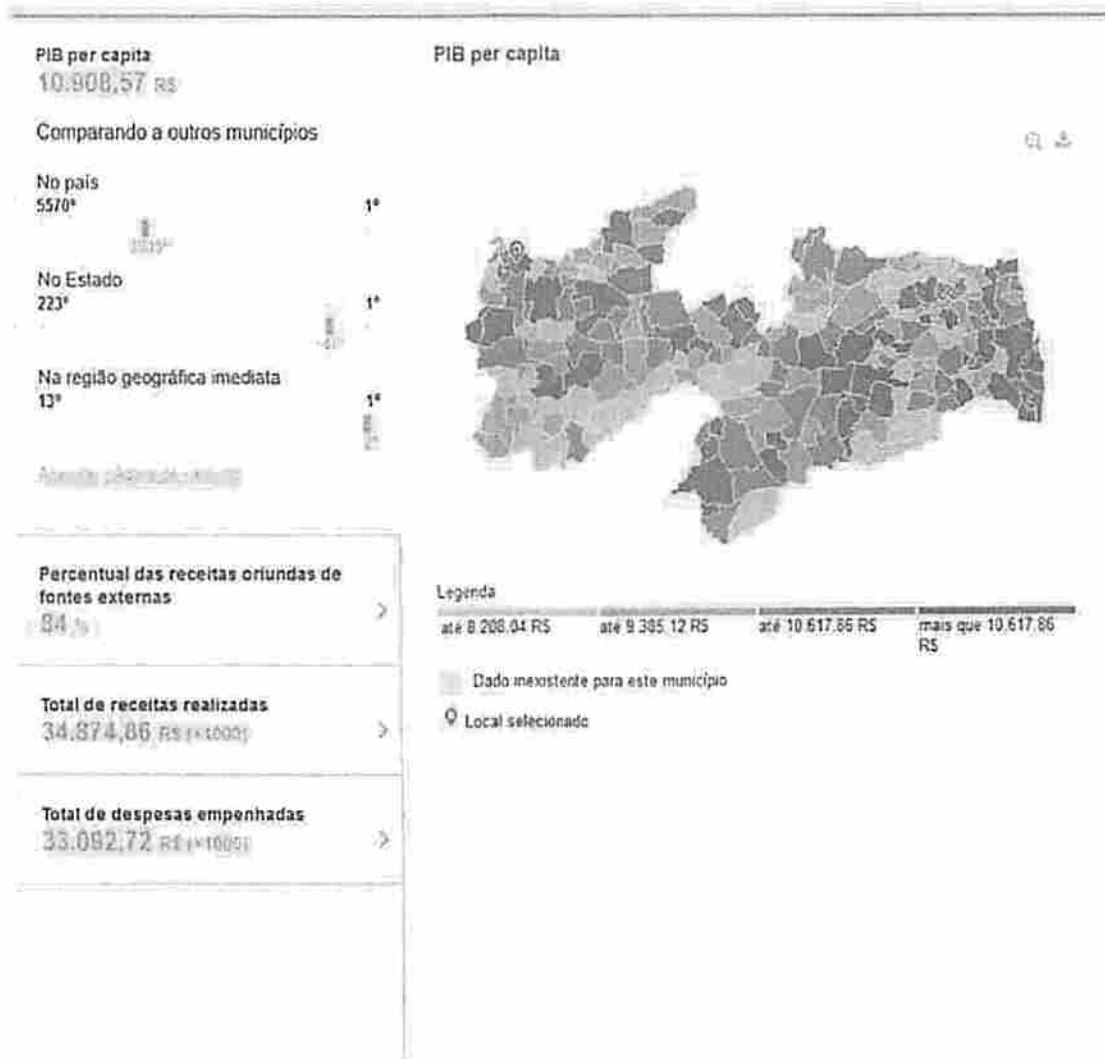 PIB per capita
10.908,57 R$
Comparando a outros municípios
No país
5570º 1º
No Estado
223º 1º
Na região geográfica imediata
13º 1º
Percentual das receitas oriundas de
fontes externas
84
Total de receitas realizadas
34.874,86 R$ (×1000)
Total de despesas empenhadas
33.092,72 R$ (×1000)
PIB per capita
Legenda
até 8.208,04 R$ até 9.385,12 R$ até 10.617,86 R$ mais que 10.617,86
R$
Dado inexistente para este município
Local selecionado